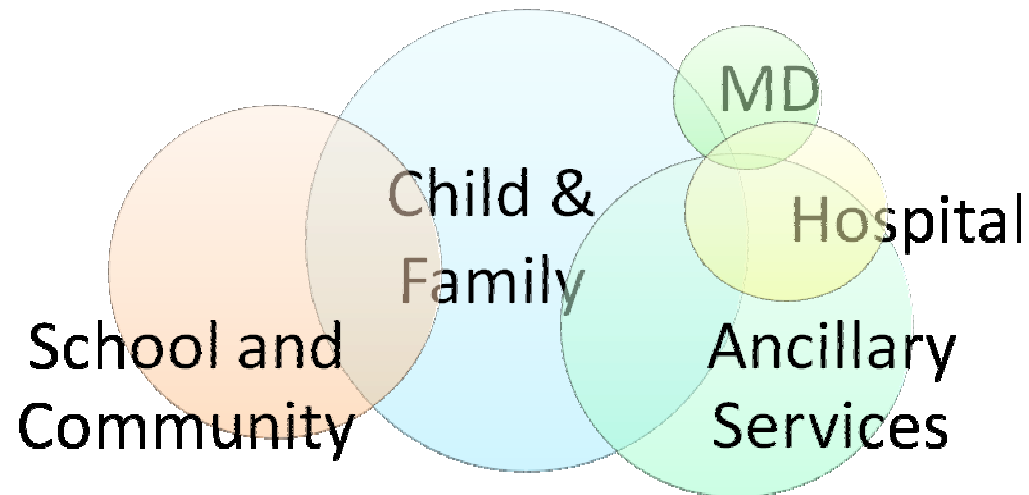 MD
Child &
Family
Hospital
School and
Community
Ancillary
Services